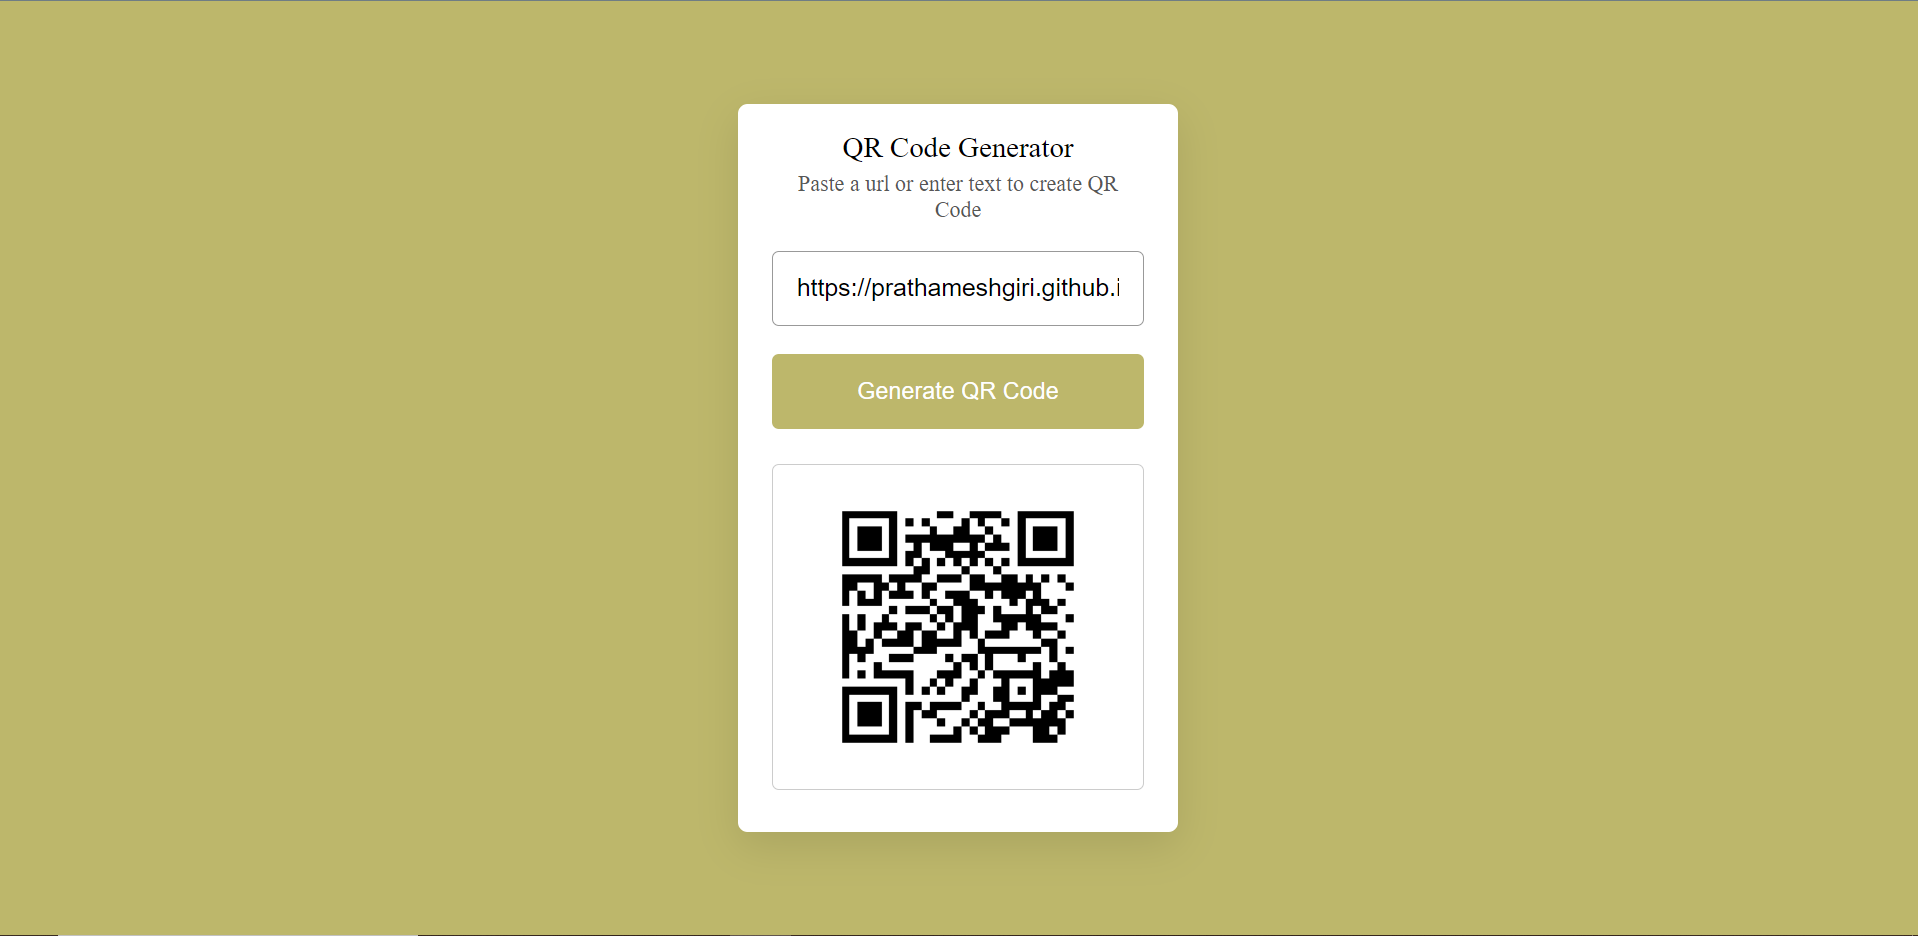 QR Code Generator
Paste a url or enter text to create QR
Code
https://prathameshgiri.github.i
Generate QR Code